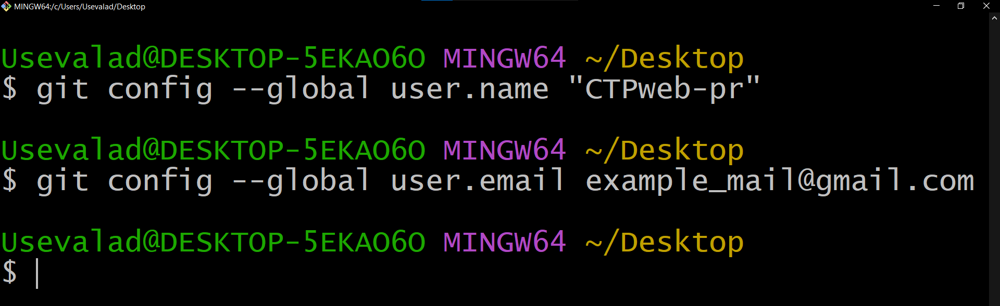 MINGW64:/c/Users/Usevalad/Desktop
Usevalad@DESKTOP-5EKAO6O MINGW64 ~/Desktop
$ git config --global user.name "CTPweb-pr"
Usevalad@DESKTOP-5EKAO6O MINGW64 ~/Desktop
$ git config --global user.email example_mail@gmail.com
Usevalad@DESKTOP-5EKAO6O MINGW64 ~/Desktop
$